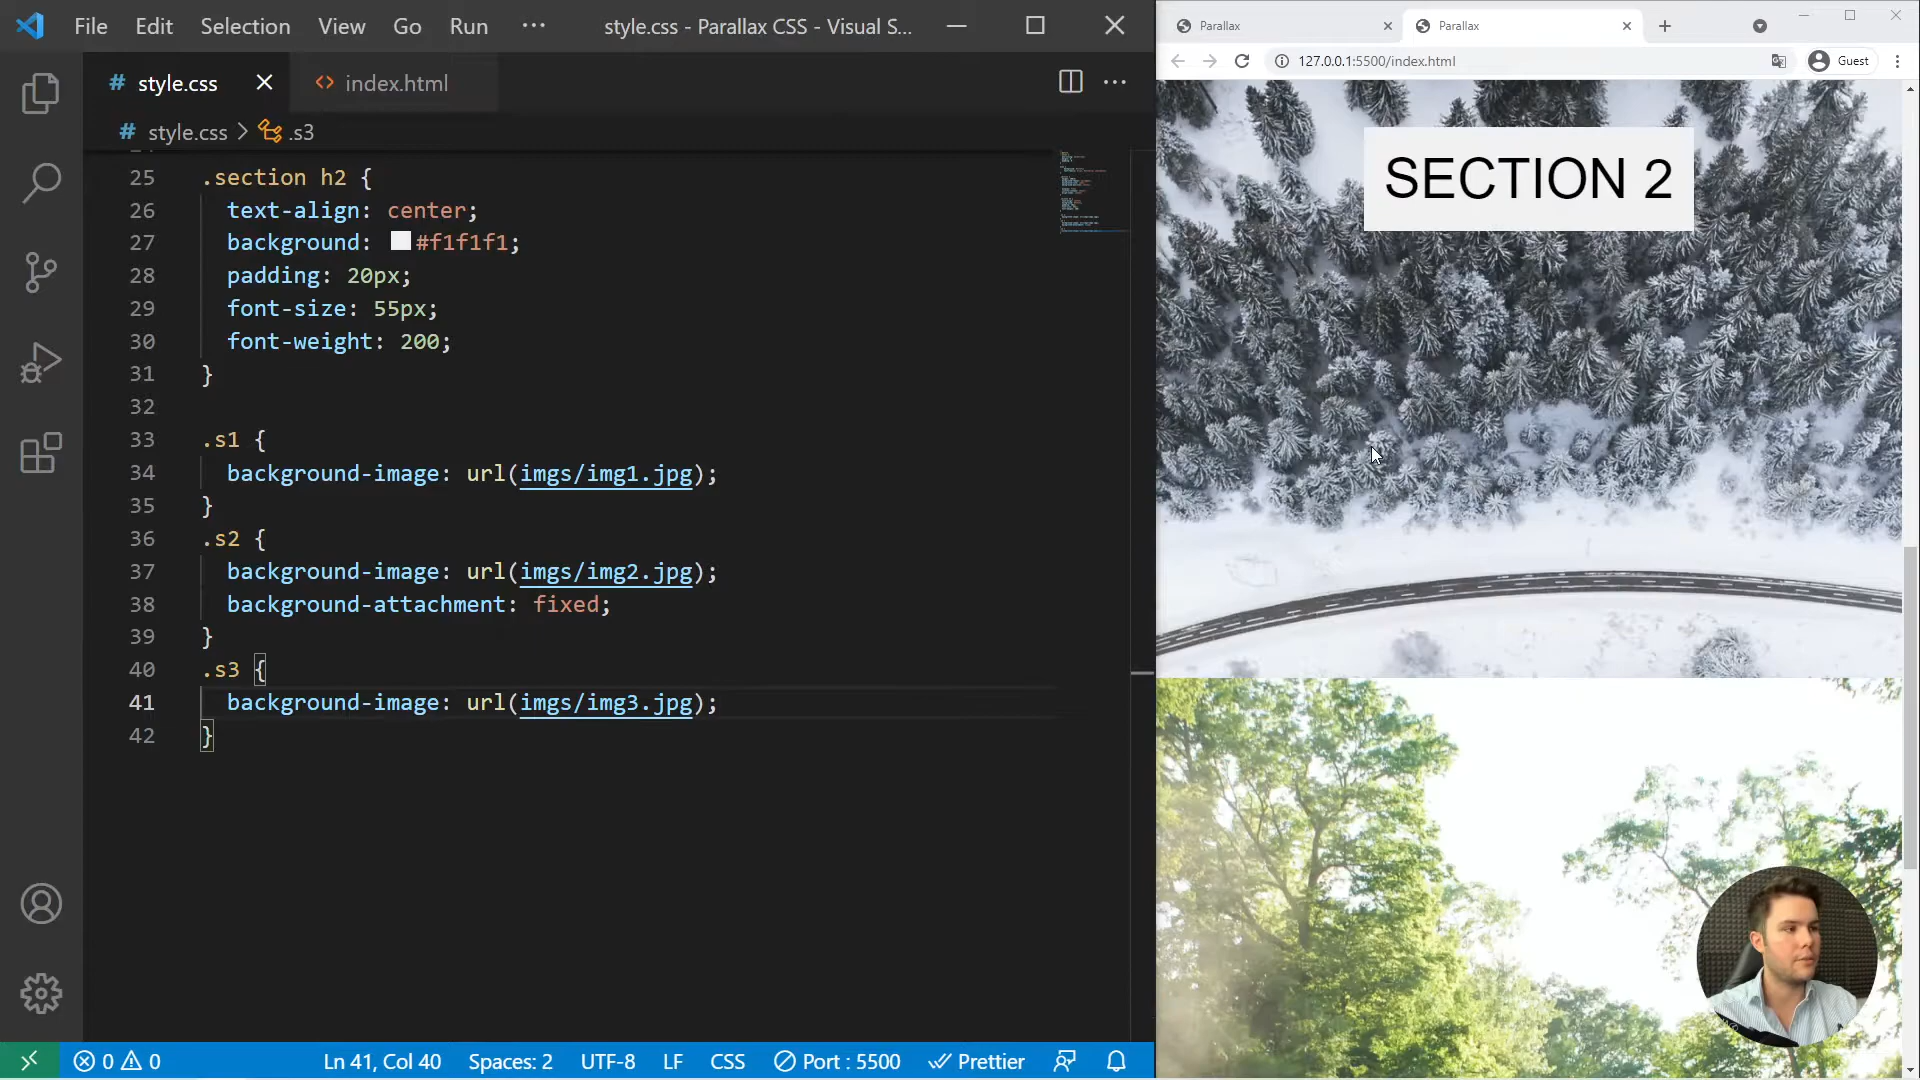 File Edit Selection View Go Run ··· style.css - Parallax CSS - Visual S...
# style.css index.html
# style.css > .s3
25 .section h2 {
26 text-align: center;
27 background: #f1f1f1;
28 padding: 20px;
29 font-size: 55px;
30 font-weight: 200;
31 }
32
33 .s1 {
34 background-image: url(imgs/img1.jpg);
35 }
36 .s2 {
37 background-image: url(imgs/img2.jpg);
38 background-attachment: fixed;
39 }
40 .s3 {
41 background-image: url(imgs/img3.jpg);
42 }
0 0 Ln 41, Col 40 Spaces: 2 UTF-8 LF CSS Port : 5500 Prettier
Parallax Parallax
127.0.0.1:5500/index.html Guest
SECTION 2